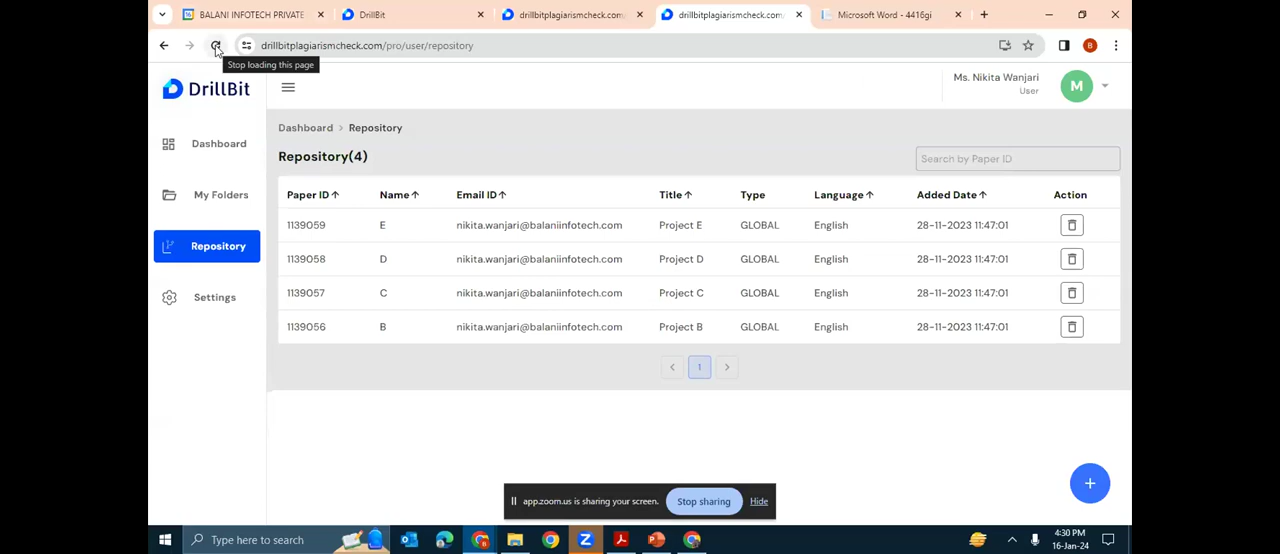 BALANI INFOTECH PRIVATE
DrillBit
drillbitplagiarismcheck.com/
drillbitplagiarismcheck.com/
Microsoft Word - 4416gi
drillbitplagiarismcheck.com/pro/user/repository
B
Stop loading this page
DrillBit
Ms. Nikita Wanjari
User
M
Dashboard
My Folders
Repository
Settings
Dashboard > Repository
Repository(4)
Search by Paper ID
Paper ID↑ Name↑ Email ID↑ Title↑ Type Language↑ Added Date↑ Action
1139059 E nikita.wanjari@balaniinfotech.com Project E GLOBAL English 28-11-2023 11:47:01
1139058 D nikita.wanjari@balaniinfotech.com Project D GLOBAL English 28-11-2023 11:47:01
1139057 C nikita.wanjari@balaniinfotech.com Project C GLOBAL English 28-11-2023 11:47:01
1139056 B nikita.wanjari@balaniinfotech.com Project B GLOBAL English 28-11-2023 11:47:01
1
app.zoom.us is sharing your screen. Stop sharing Hide
Type here to search
4:30 PM
16-Jan-24